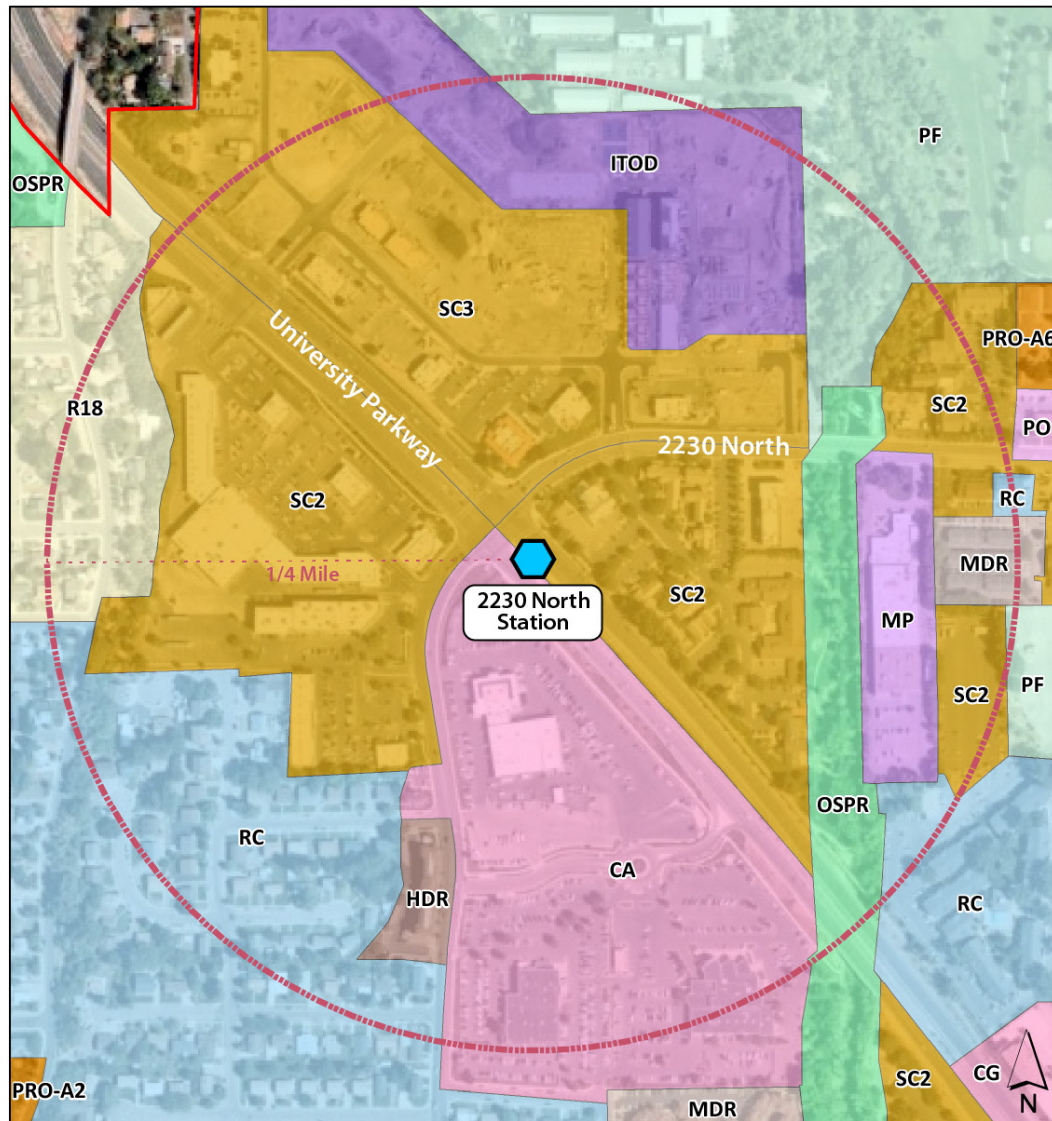 PF
ITOD
OSPR
SC3
PRO-A6
University Parkway
R18
SC2
PO
2230 North
SC2
RC
1/4 Mile
MDR
2230 North
Station
SC2
MP
SC2
PF
OSPR
RC
CA
HDR
RC
PRO-A2
SC2
CG
MDR
N